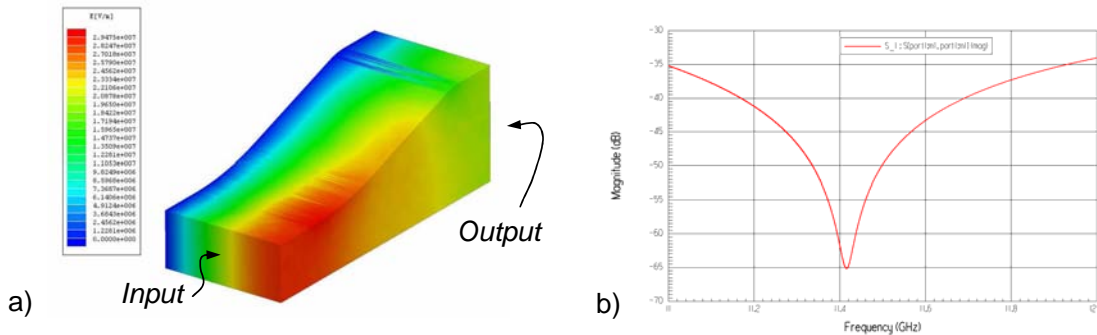 E[V/m]
2.9475e+007
2.8247e+007
2.7018e+007
2.5790e+007
2.4562e+007
2.3334e+007
2.2106e+007
2.0878e+007
1.9650e+007
1.8422e+007
1.7194e+007
1.5965e+007
1.4737e+007
1.3509e+007
1.2281e+007
1.1053e+007
9.8249e+006
8.5968e+006
7.3687e+006
6.1406e+006
4.9124e+006
3.6843e+006
2.4562e+006
1.2281e+006
0.0000e+000
Input
Output
a)
b)
-30
-35
-40
-45
-50
-55
-60
-65
-70
Magnitude (dB)
11
11.2
11.4
11.6
11.8
12
Frequency (GHz)